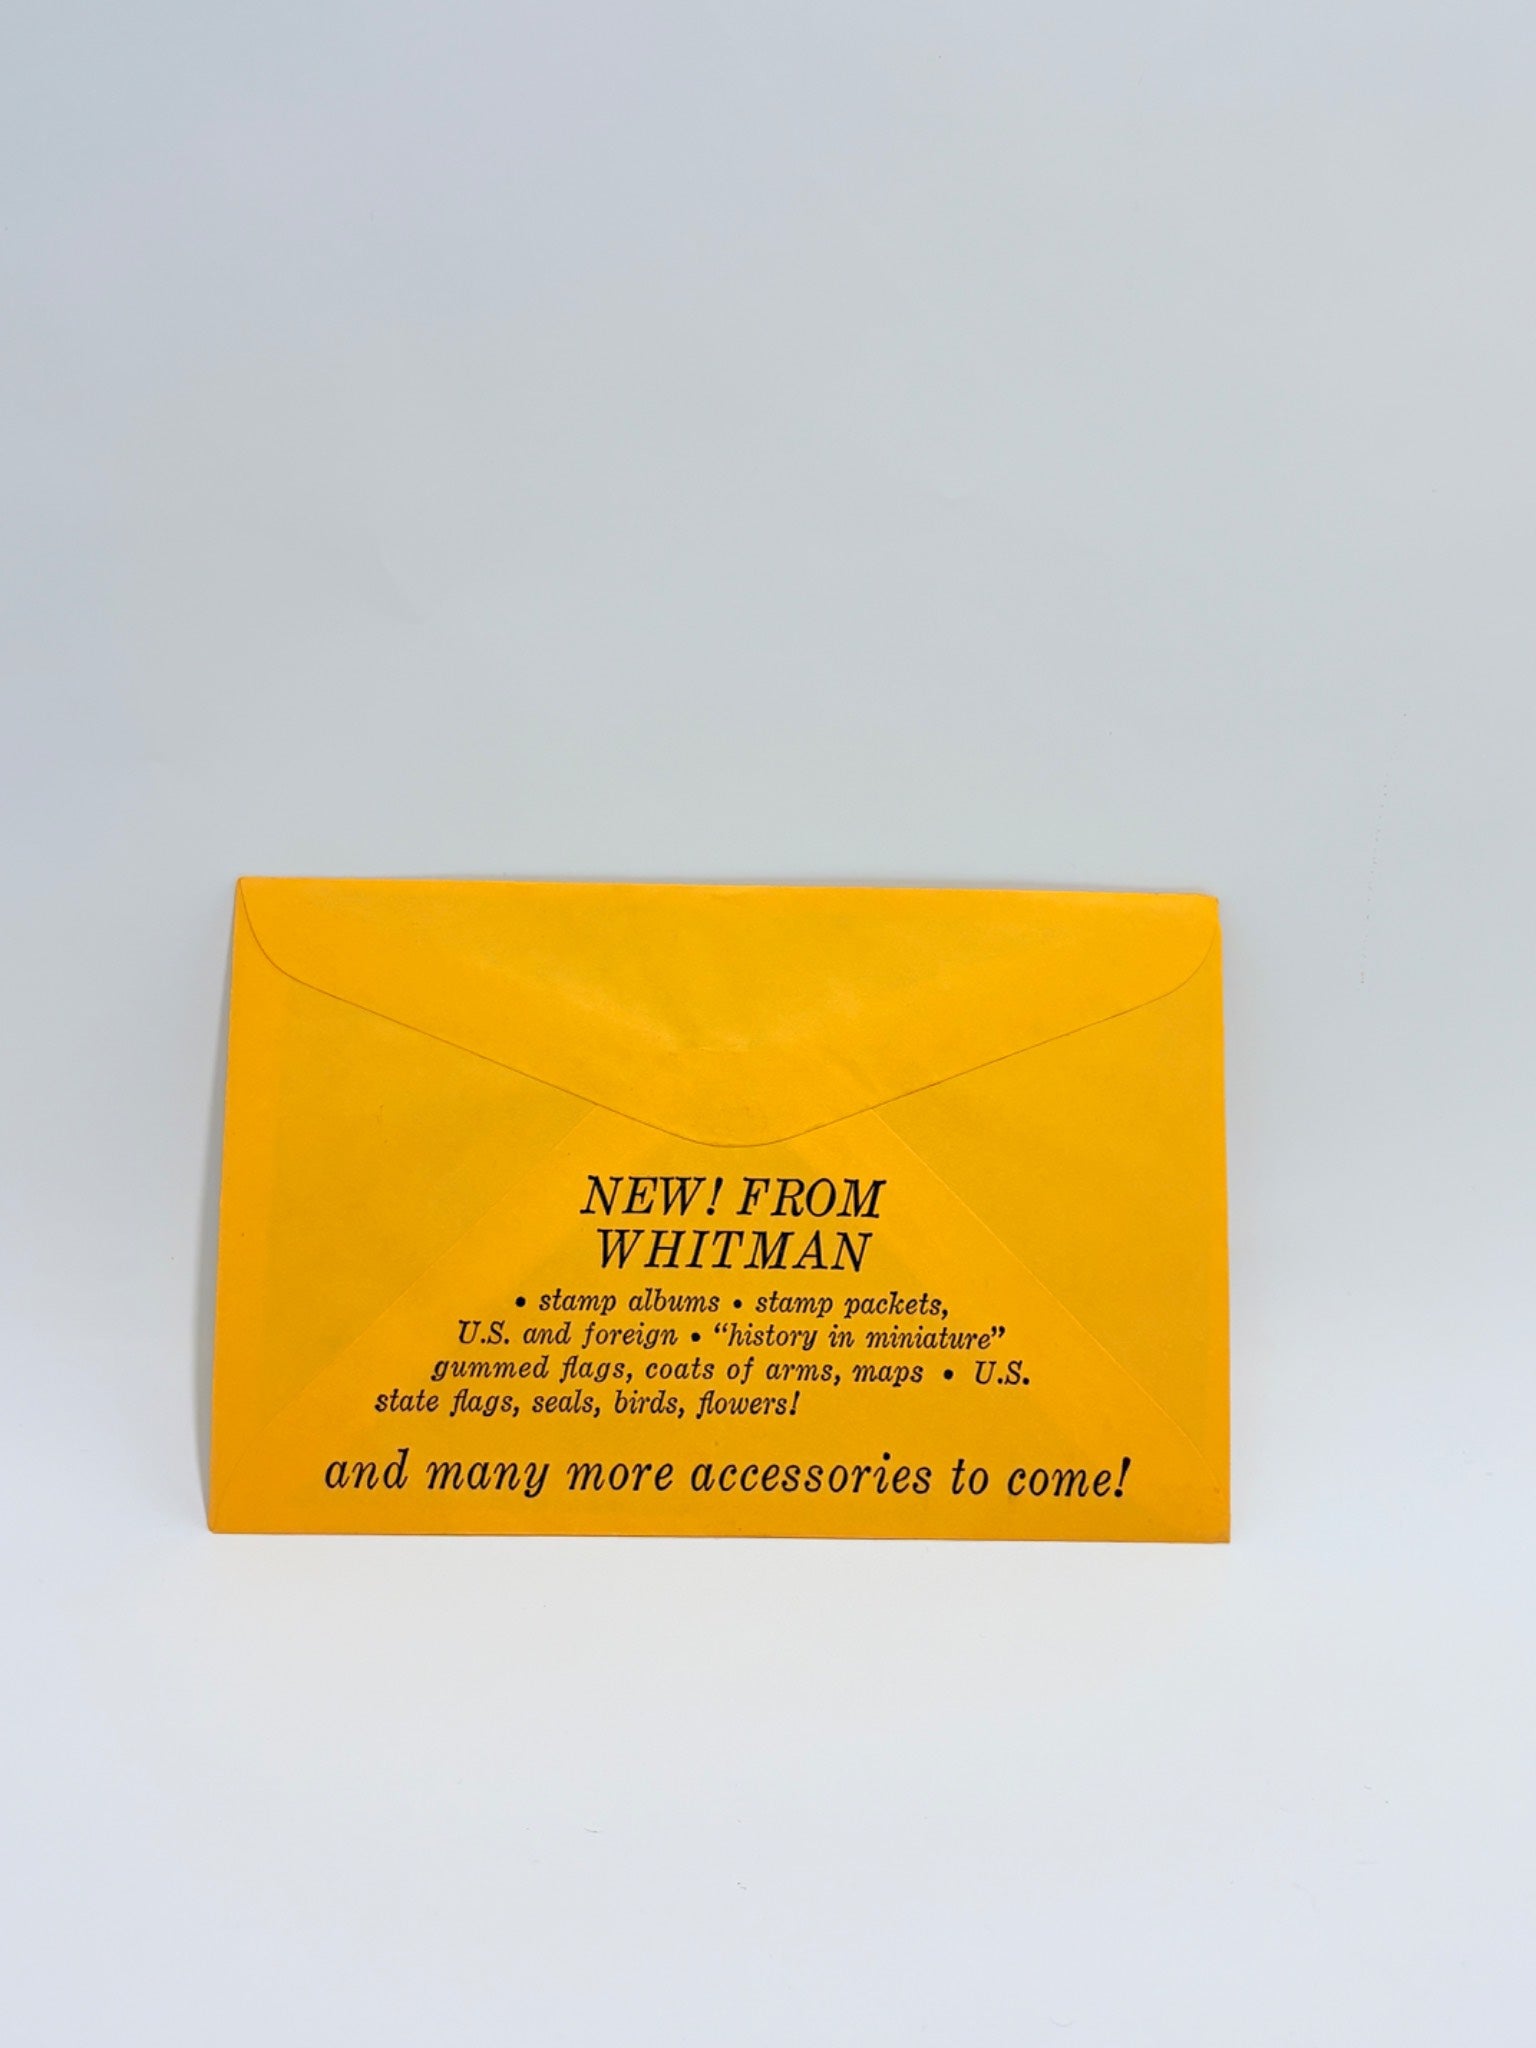 NEW! FROM
WHITMAN
• stamp albums • stamp packets,
U.S. and foreign • “history in miniature”
gummed flags, coats of arms, maps • U.S.
state flags, seals, birds, flowers!
and many more accessories to come!